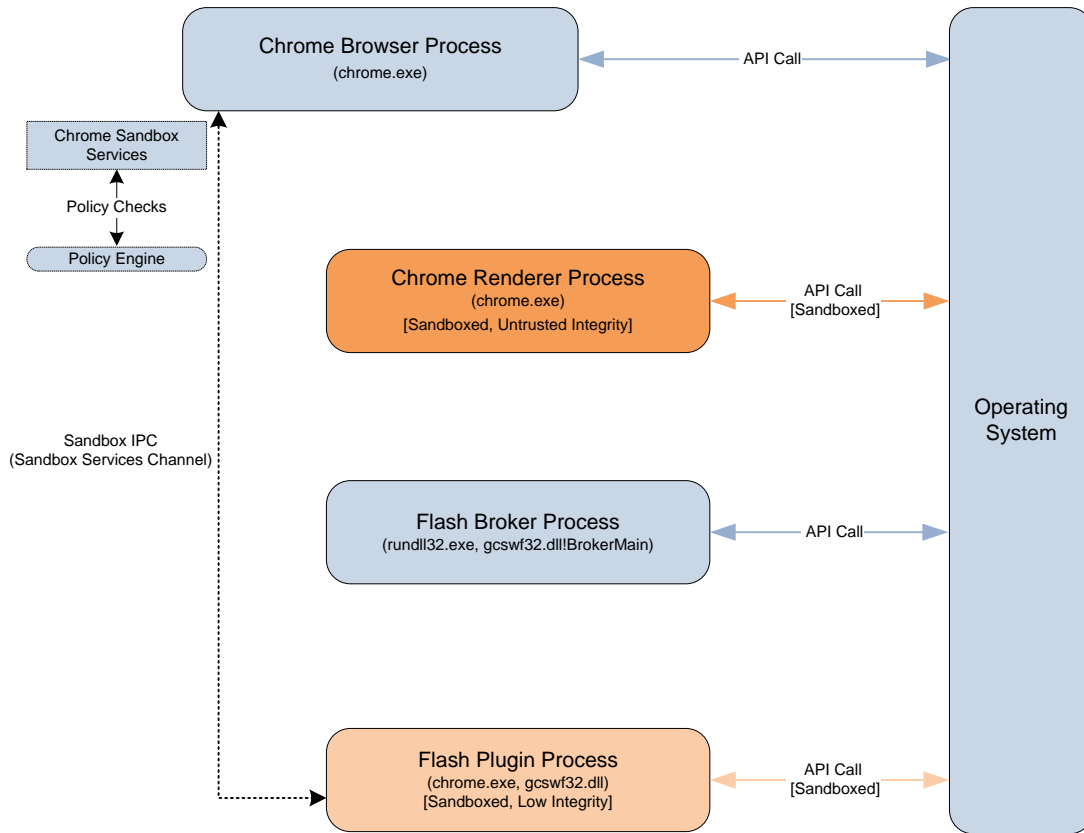 Chrome Browser Process
(chrome.exe)
API Call
Chrome Sandbox
Services
Policy Checks
Policy Engine
Chrome Renderer Process
(chrome.exe)
[Sandboxed, Untrusted Integrity]
API Call
[Sandboxed]
Operating
System
Sandbox IPC
(Sandbox Services Channel)
Flash Broker Process
(rundll32.exe, gcswf32.dll!BrokerMain)
API Call
Flash Plugin Process
(chrome.exe, gcswf32.dll)
[Sandboxed, Low Integrity]
API Call
[Sandboxed]